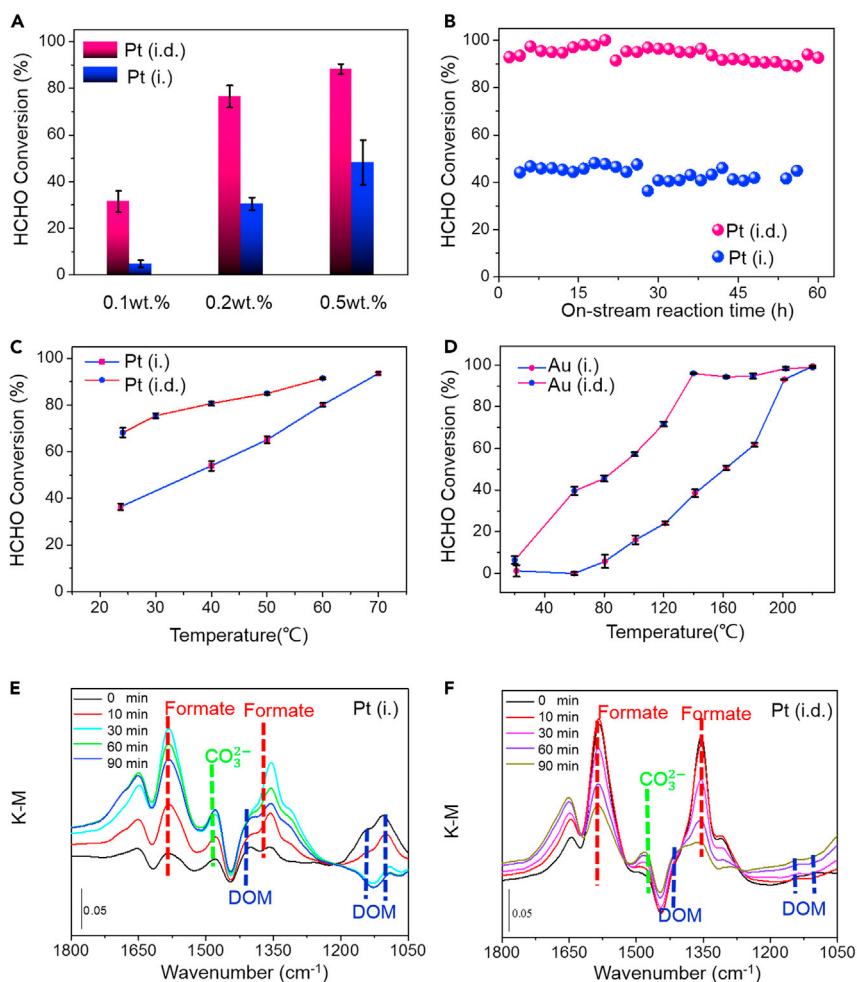 A
HCHO Conversion (%)
100
80
60
40
20
0
Pt (i.d.)
Pt (i.)
0.1wt.%
0.2wt.%
0.5wt.%
B
HCHO Conversion (%)
100
80
60
40
20
0
Pt (i.d.)
Pt (i.)
0
15
30
45
60
On-stream reaction time (h)
C
HCHO Conversion (%)
100
80
60
40
20
0
Pt (i.)
Pt (i.d.)
20
30
40
50
60
70
Temperature(℃)
D
HCHO Conversion (%)
100
80
60
40
20
0
Au (i.)
Au (i.d.)
40
80
120
160
200
Temperature(℃)
E
K-M
0 min
10 min
30 min
60 min
90 min
Formate
Formate
Pt (i.)
CO₃²⁻
DOM
DOM
0.05
1800
1650
1500
1350
1200
1050
Wavenumber (cm⁻¹)
F
K-M
0 min
10 min
30 min
60 min
90 min
Formate
Formate
Pt (i.d.)
CO₃²⁻
DOM
DOM
0.05
1800
1650
1500
1350
1200
1050
Wavenumber (cm⁻¹)